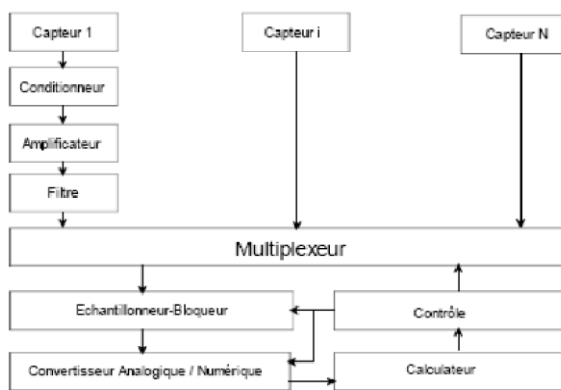 Capteur 1
Capteur i
Capteur N
Conditionneur
Amplificateur
Filtre
Multiplexeur
Echantillonneur-Bloqueur
Contrôle
Convertisseur Analogique / Numérique
Calculateur